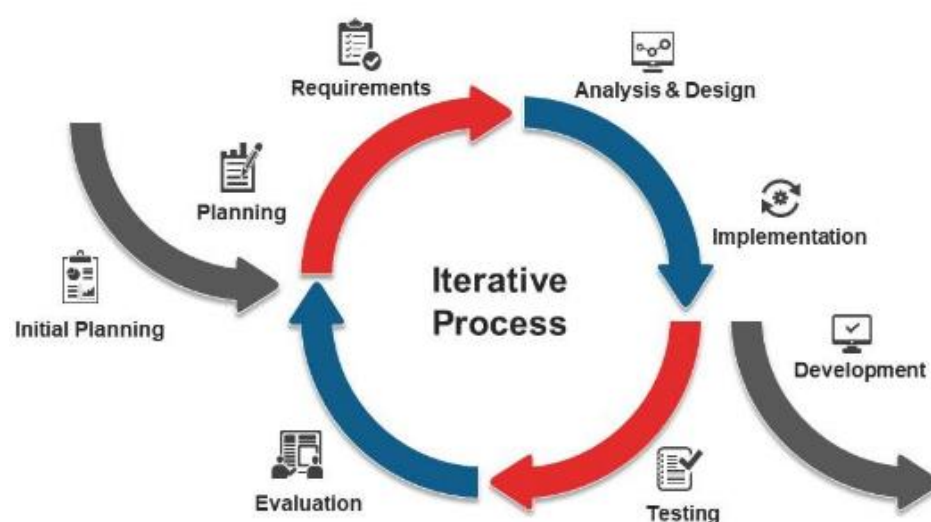 Requirements
Analysis & Design
Planning
Implementation
Iterative
Process
Initial Planning
Development
Evaluation
Testing